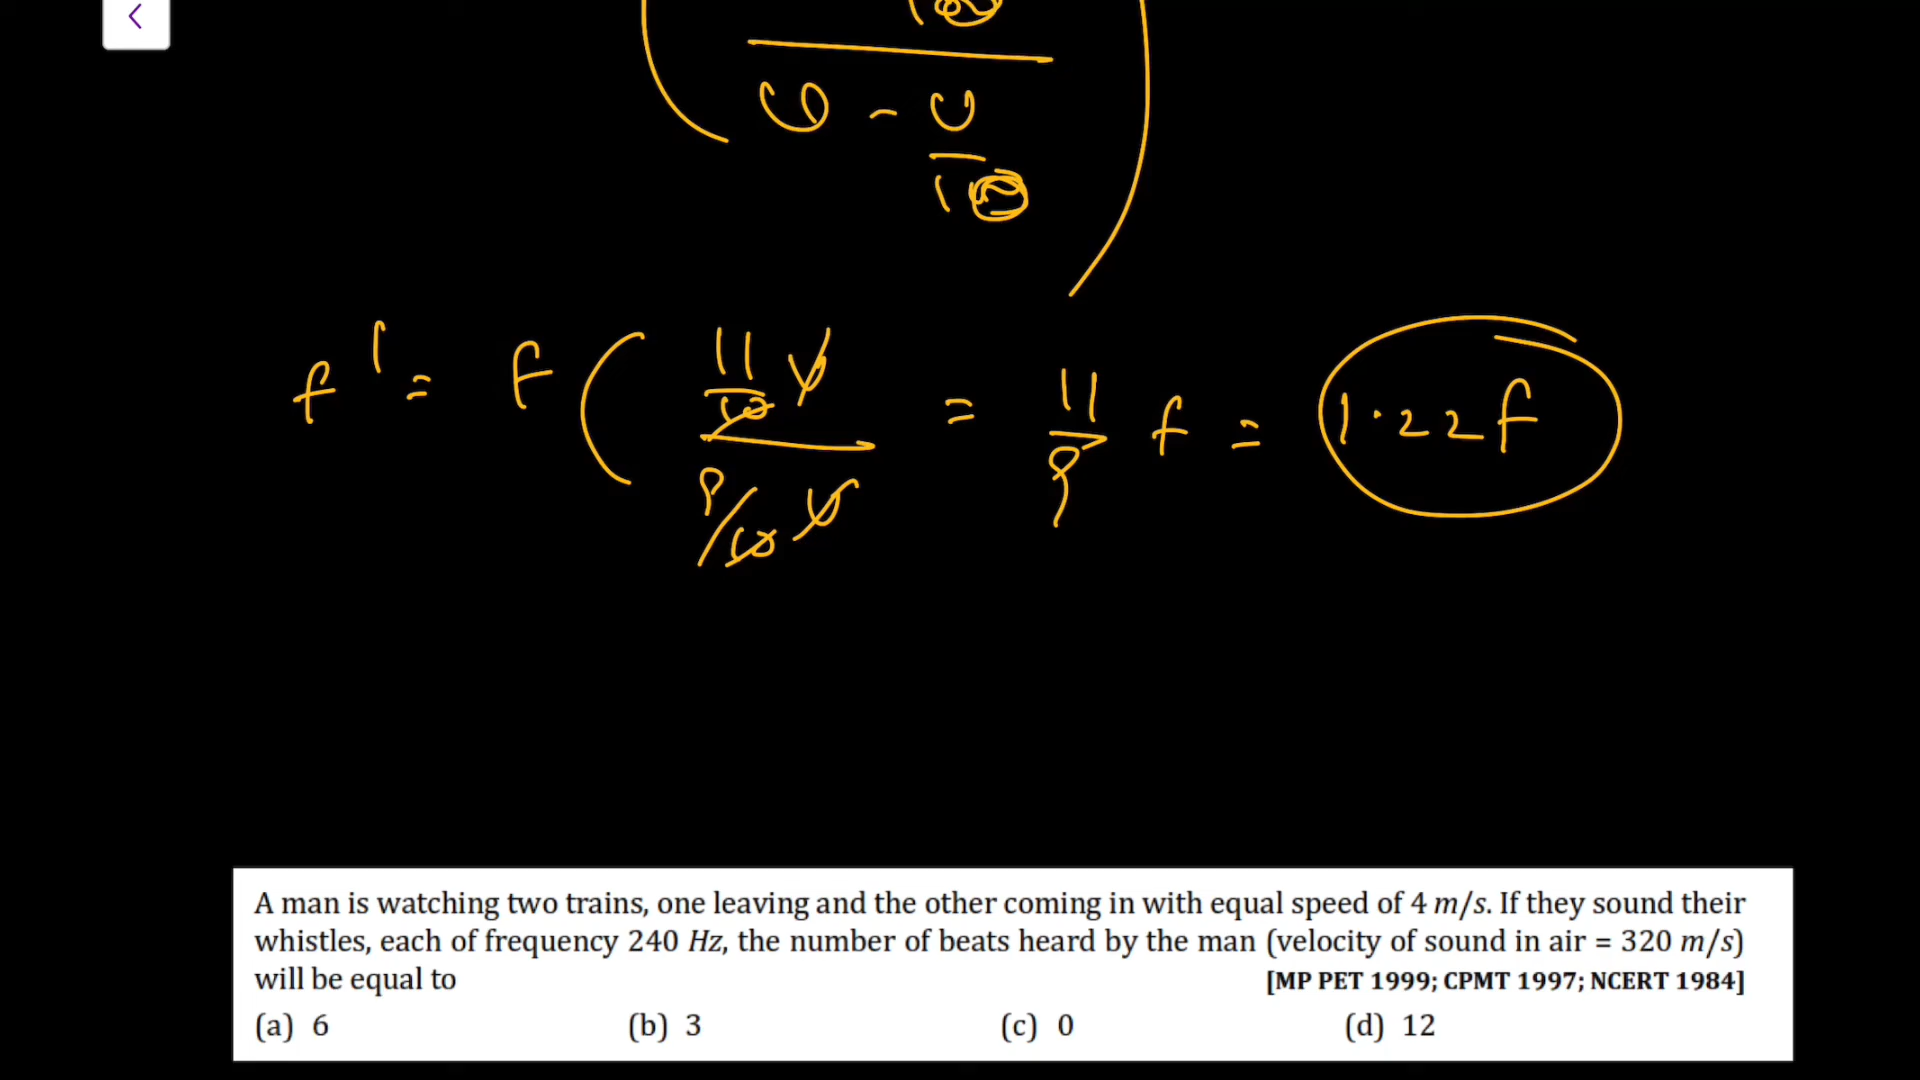 10
v - v/10
f' = f ( 11/10 v / 9/10 v = 11/9 f = 1.22f
A man is watching two trains, one leaving and the other coming in with equal speed of 4 m/s. If they sound their
whistles, each of frequency 240 Hz, the number of beats heard by the man (velocity of sound in air = 320 m/s)
will be equal to [MP PET 1999; CPMT 1997; NCERT 1984]
(a) 6 (b) 3 (c) 0 (d) 12